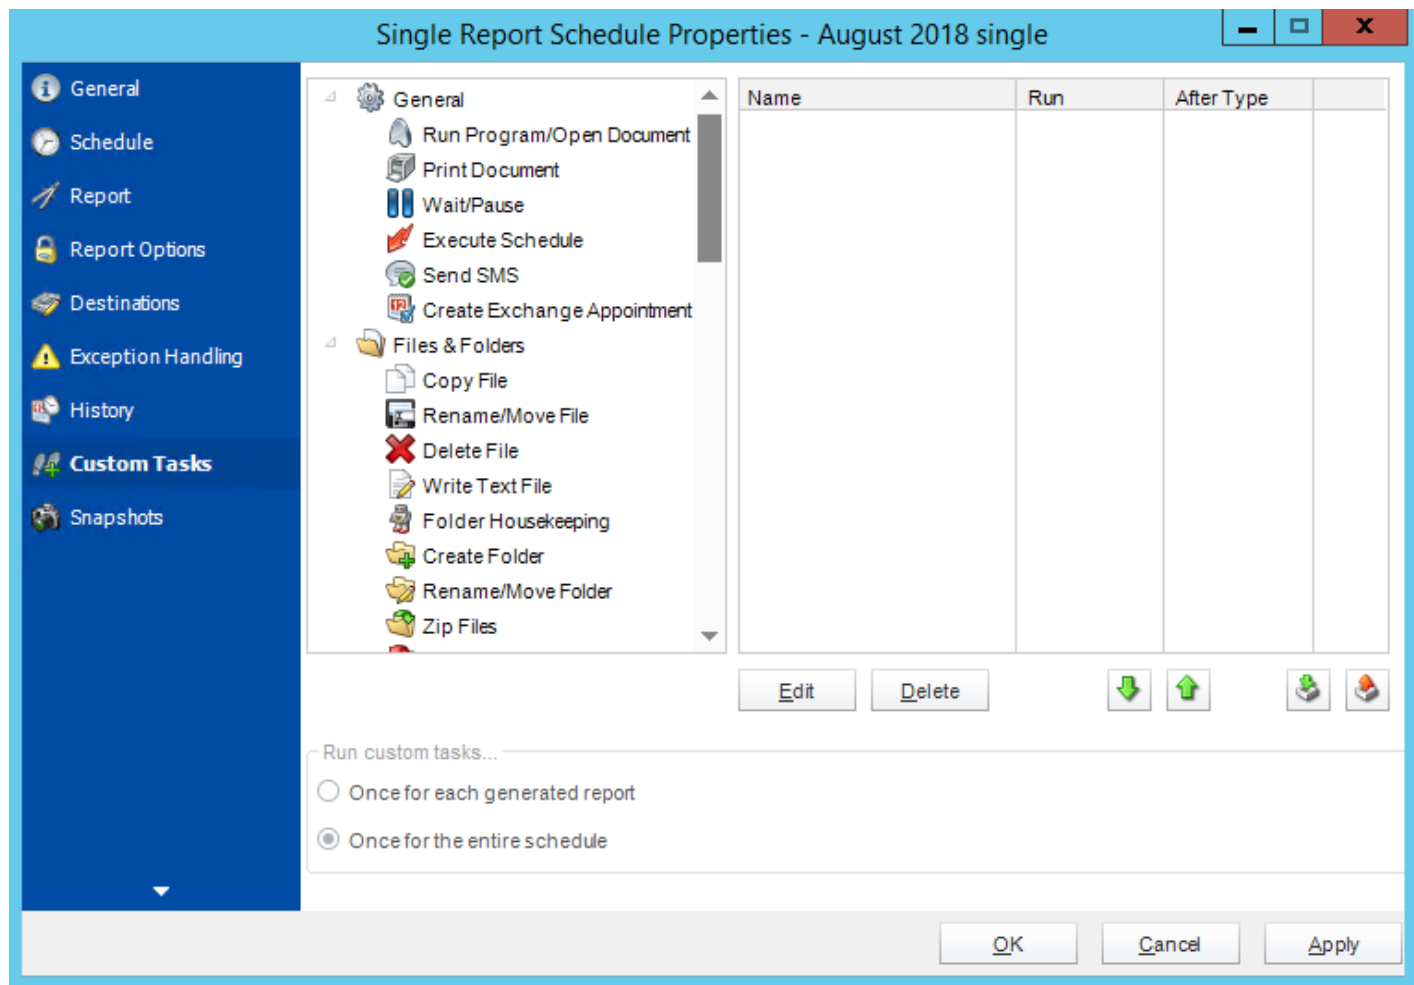 Single Report Schedule Properties - August 2018 single
General
Schedule
Report
Report Options
Destinations
Exception Handling
History
Custom Tasks
Snapshots
General
Run Program/Open Document
Print Document
Wait/Pause
Execute Schedule
Send SMS
Create Exchange Appointment
Files & Folders
Copy File
Rename/Move File
Delete File
Write Text File
Folder Housekeeping
Create Folder
Rename/Move Folder
Zip Files
Name Run After Type
Edit Delete
Run custom tasks...
Once for each generated report
Once for the entire schedule
OK Cancel Apply